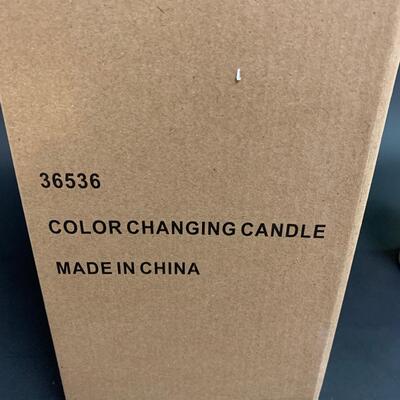 36536
COLOR CHANGING CANDLE
MADE IN CHINA